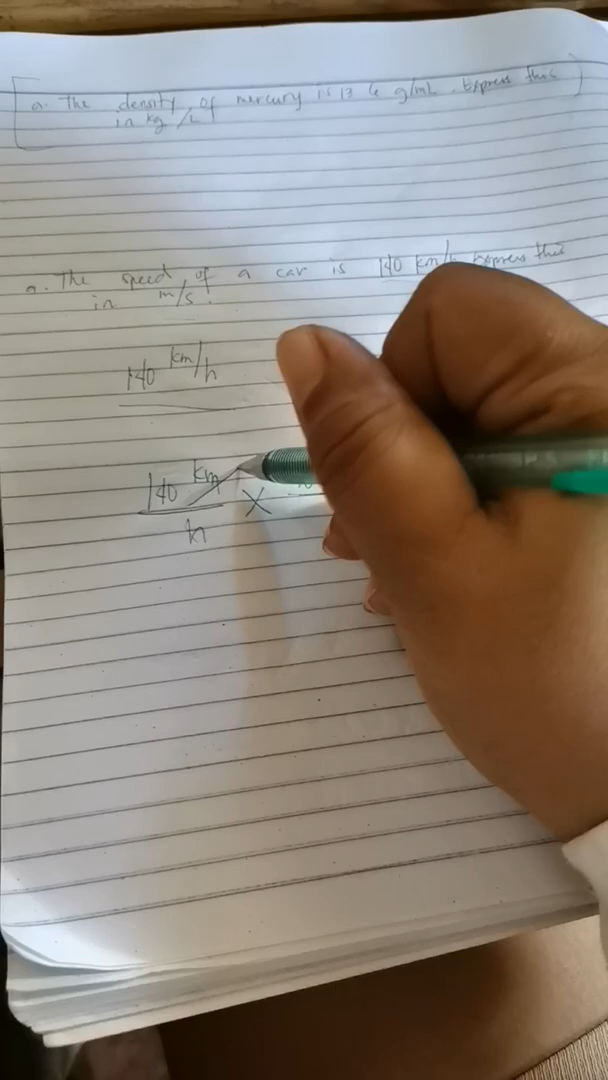 a. The density of mercury is 13 6 g/mL. Express this
in kg/L
a. The speed of a car is 140 km/h Express this
in m/s.
140 km/h
140 km
h
X